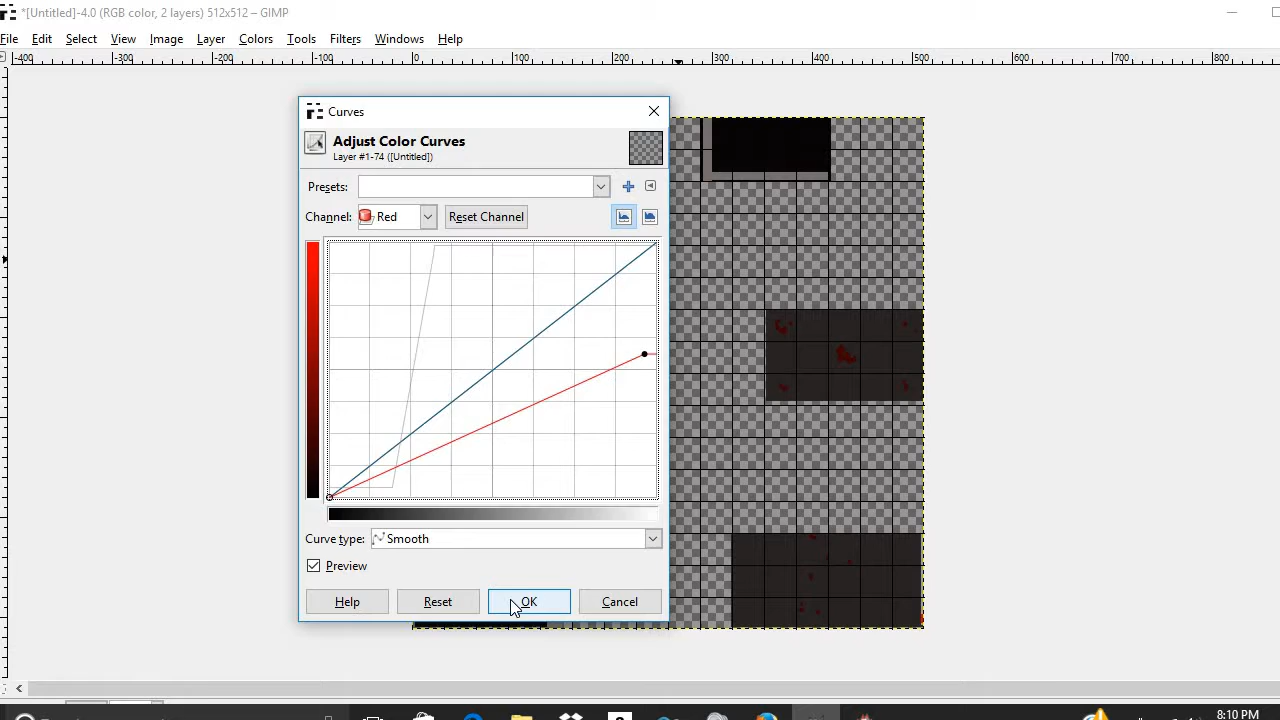 *[Untitled]-4.0 (RGB color, 2 layers) 512x512 – GIMP
File Edit Select View Image Layer Colors Tools Filters Windows Help
-400 -300 -200 -100 0 100 200 300 400 500 600 700 800
Curves
Adjust Color Curves
Layer #1-74 ([Untitled])
Presets:
Channel: Red Reset Channel
Curve type: Smooth
Preview
Help Reset OK Cancel
8:10 PM